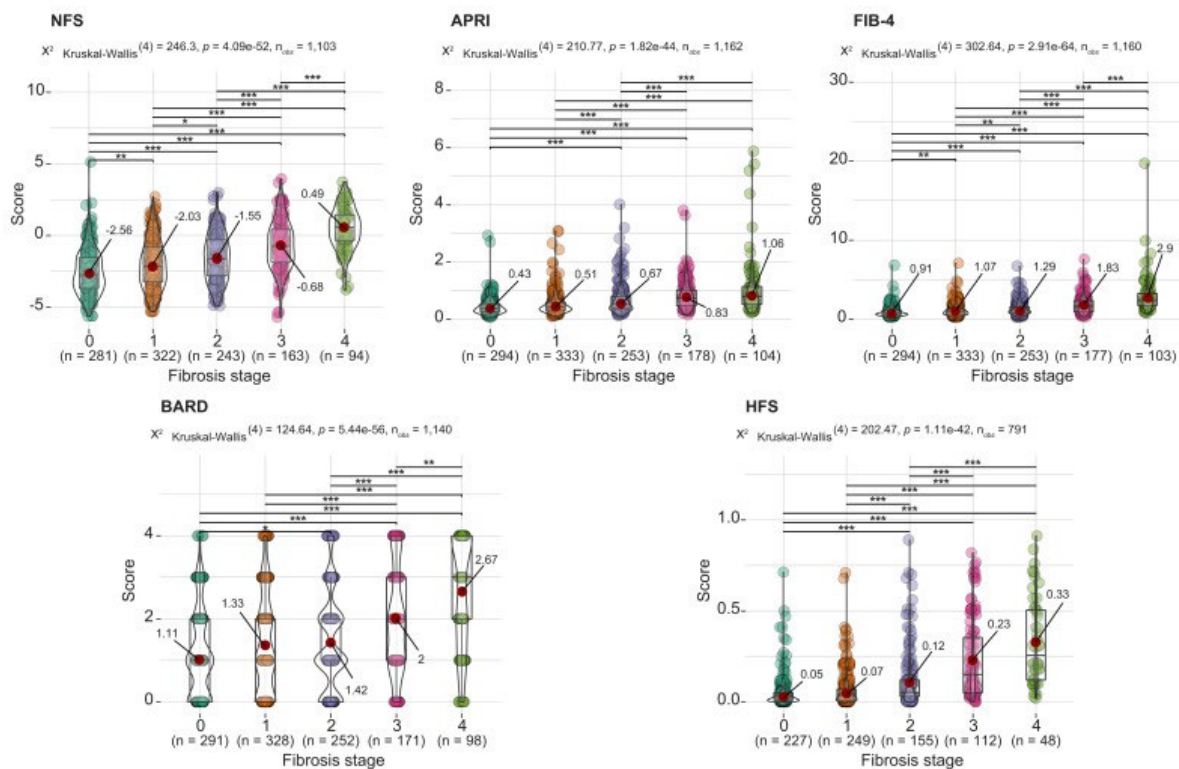 NFS
X² Kruskal-Wallis (4) = 246.3, p = 4.09e-52, nobs = 1,103
***
***
***
***
***
*
***
***
**
10
5
0
-5
Score
-2.56
-2.03
-1.55
-0.68
0.49
0 1 2 3 4
(n = 281) (n = 322) (n = 243) (n = 163) (n = 94)
Fibrosis stage
APRI
X² Kruskal-Wallis (4) = 210.77, p = 1.82e-44, nobs = 1,162
***
***
***
***
***
***
***
***
***
8
6
4
2
0
Score
0.43
0.51
0.67
0.83
1.06
0 1 2 3 4
(n = 294) (n = 333) (n = 253) (n = 178) (n = 104)
Fibrosis stage
FIB-4
X² Kruskal-Wallis (4) = 302.64, p = 2.91e-64, nobs = 1,160
***
***
***
***
***
**
***
***
***
**
30
20
10
0
Score
0.91
1.07
1.29
1.83
2.9
0 1 2 3 4
(n = 294) (n = 333) (n = 253) (n = 177) (n = 103)
Fibrosis stage
BARD
X² Kruskal-Wallis (4) = 124.64, p = 5.44e-56, nobs = 1,140
**
***
***
***
***
***
***
*
4
2
0
Score
1.11
1.33
1.42
2
2.67
0 1 2 3 4
(n = 291) (n = 328) (n = 252) (n = 171) (n = 98)
Fibrosis stage
HFS
X² Kruskal-Wallis (4) = 202.47, p = 1.11e-42, nobs = 791
***
***
***
***
***
***
***
***
1.0
0.5
0.0
Score
0.05
0.07
0.12
0.23
0.33
0 1 2 3 4
(n = 227) (n = 249) (n = 155) (n = 112) (n = 48)
Fibrosis stage